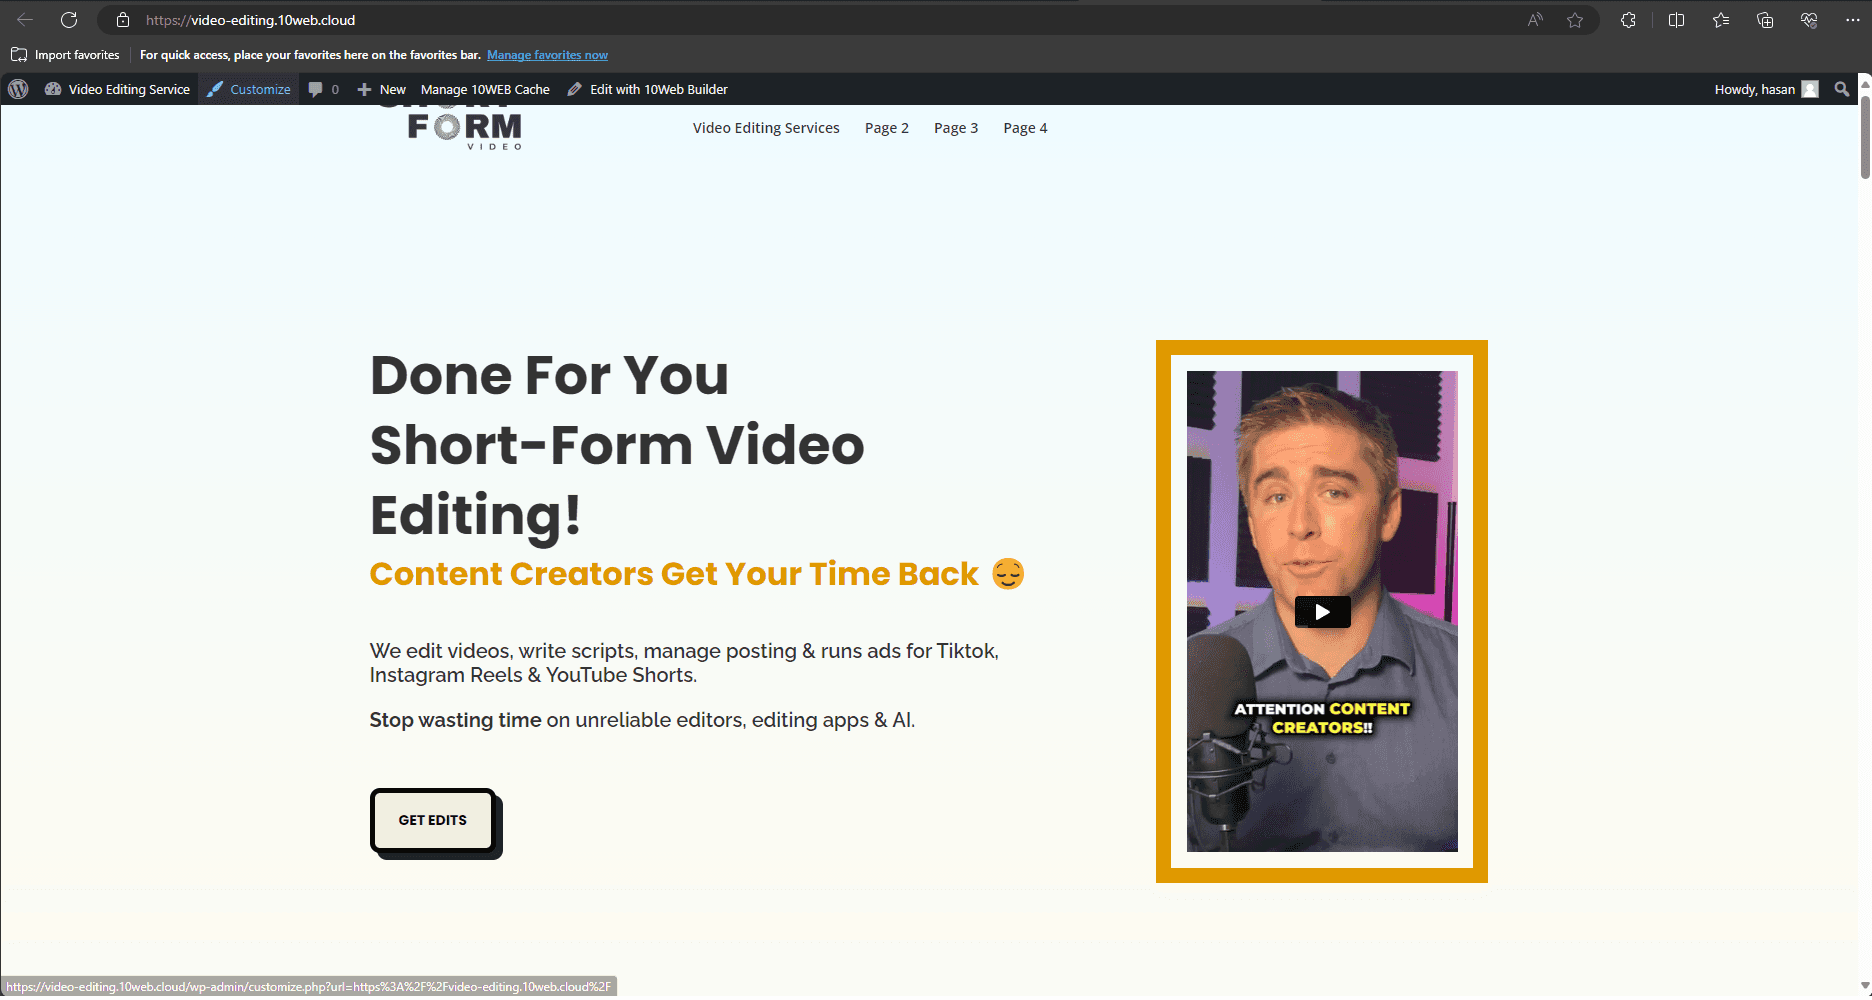 https://video-editing.10web.cloud
Import favorites For quick access, place your favorites here on the favorites bar. Manage favorites now
Video Editing Service Customize 0 New Manage 10WEB Cache Edit with 10Web Builder Howdy, hasan
FORM
VIDEO
Video Editing Services Page 2 Page 3 Page 4
Done For You
Short-Form Video
Editing!
Content Creators Get Your Time Back
We edit videos, write scripts, manage posting & runs ads for Tiktok,
Instagram Reels & YouTube Shorts.
Stop wasting time on unreliable editors, editing apps & AI.
GET EDITS
ATTENTION CONTENT
CREATORS!!
https://video-editing.10web.cloud/wp-admin/customize.php?url=https%3A%2F%2Fvideo-editing.10web.cloud%2F